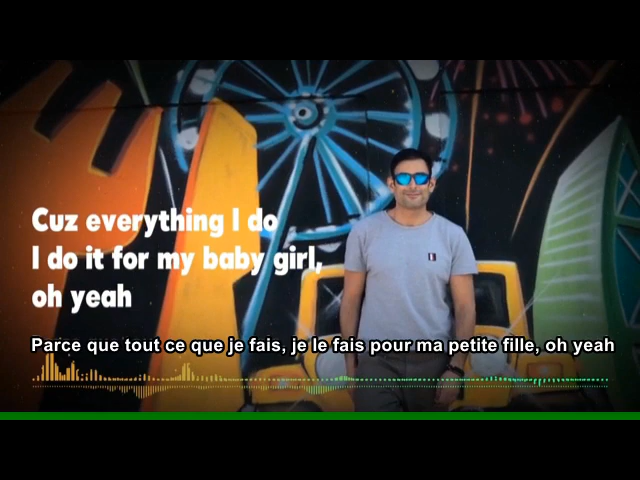 Cuz everything I do
I do it for my baby girl,
oh yeah
Parce que tout ce que je fais, je le fais pour ma petite fille, oh yeah